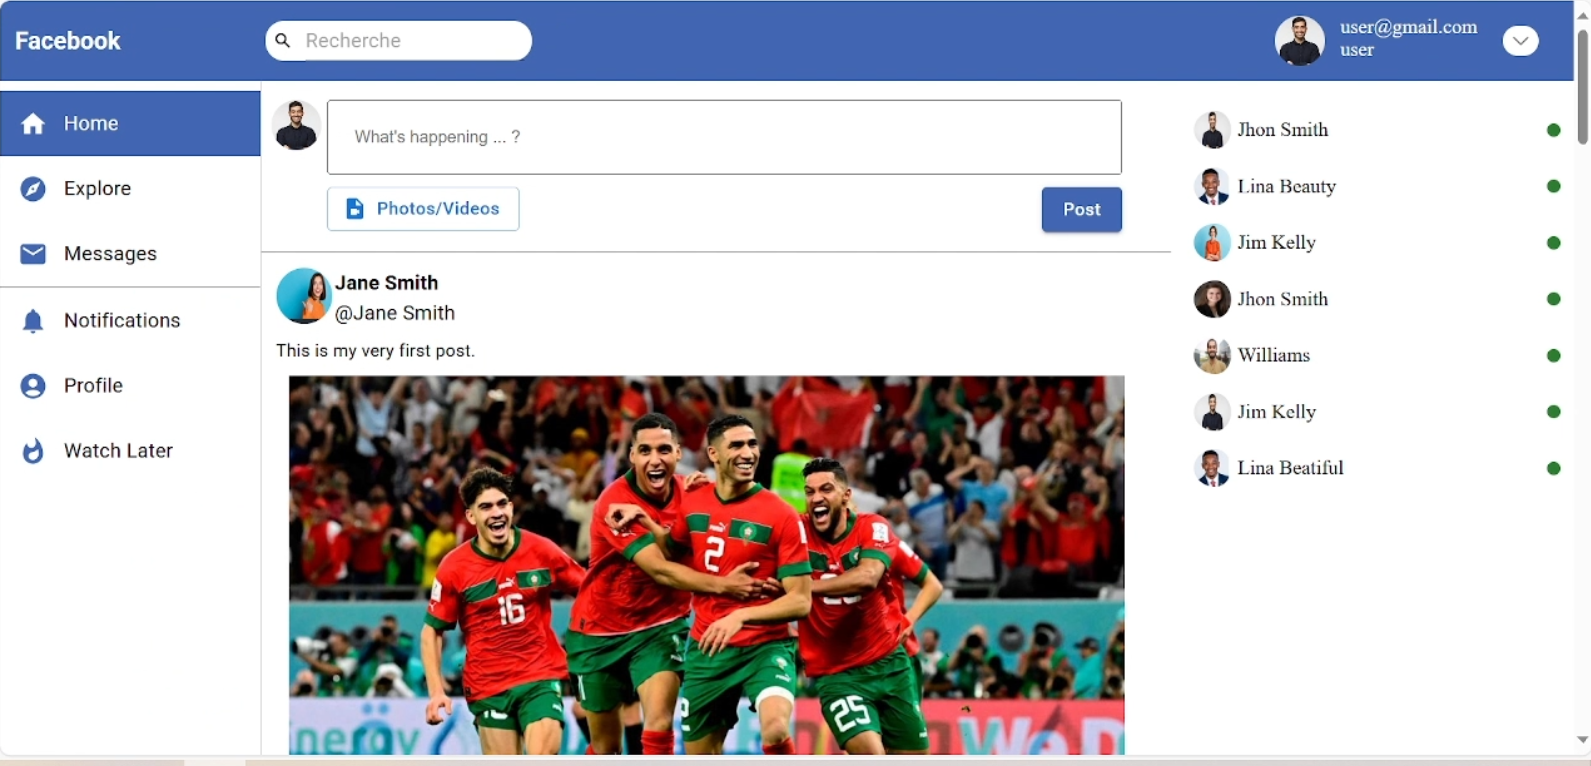 Facebook
Recherche
user@gmail.com
user
Home
Explore
Messages
Notifications
Profile
Watch Later
What's happening ... ?
Photos/Videos
Post
Jane Smith
@Jane Smith
This is my very first post.
16
2
25
nergy
WeD
Jhon Smith
Lina Beauty
Jim Kelly
Jhon Smith
Williams
Jim Kelly
Lina Beatiful